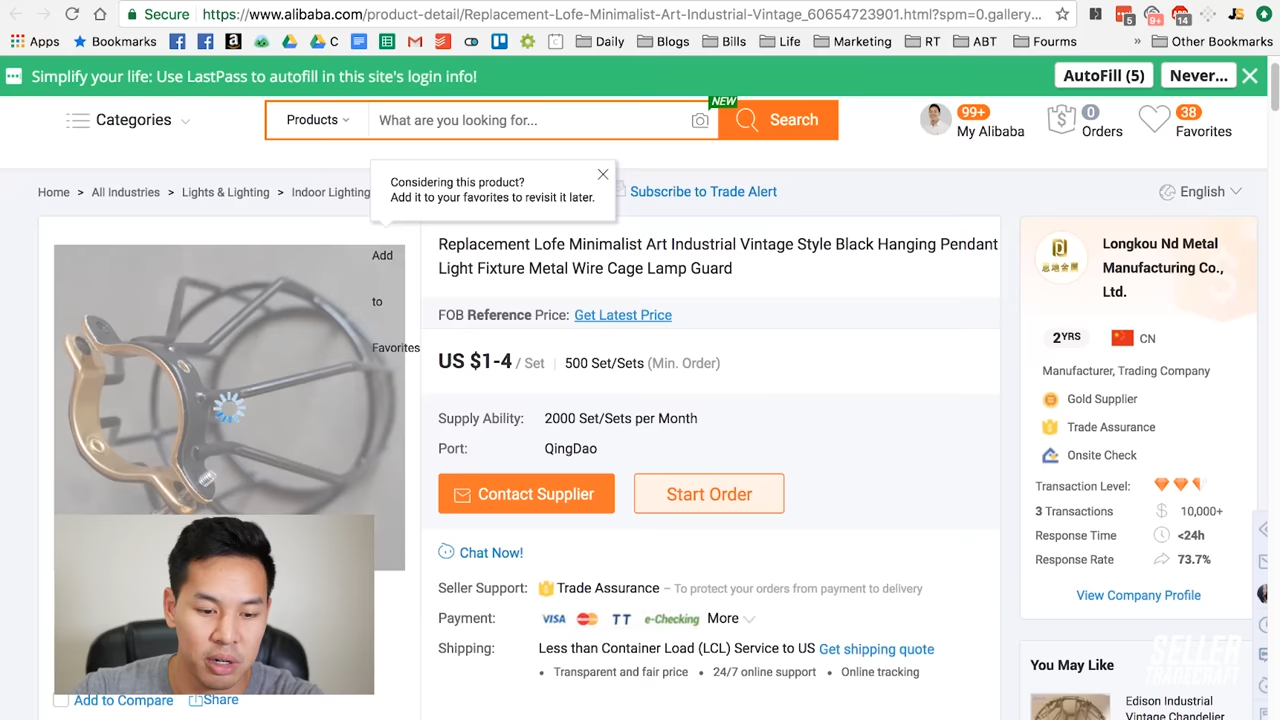 Secure
https://www.alibaba.com/product-detail/Replacement-Lofe-Minimalist-Art-Industrial-Vintage_60654723901.html?spm=0.gallery...
5
9+
14
JS
Apps
Bookmarks
C
Daily
Blogs
Bills
Life
Marketing
RT
ABT
Fourms
»
Other Bookmarks
Simplify your life: Use LastPass to autofill in this site's login info!
AutoFill (5)
Never...
Categories
Products
What are you looking for...
NEW
Search
99+
My Alibaba
0
Orders
38
Favorites
Considering this product?
Add it to your favorites to revisit it later.
Home > All Industries > Lights & Lighting > Indoor Lighting
Subscribe to Trade Alert
English
Add
to
Favorites
Replacement Lofe Minimalist Art Industrial Vintage Style Black Hanging Pendant
Light Fixture Metal Wire Cage Lamp Guard
FOB Reference Price: Get Latest Price
US $1-4 / Set | 500 Set/Sets (Min. Order)
Supply Ability: 2000 Set/Sets per Month
Port: QingDao
Contact Supplier
Start Order
Chat Now!
Seller Support: Trade Assurance – To protect your orders from payment to delivery
Payment: VISA MasterCard TT e-Checking More
Shipping: Less than Container Load (LCL) Service to US Get shipping quote
• Transparent and fair price • 24/7 online support • Online tracking
Add to Compare
Share
Longkou Nd Metal
Manufacturing Co.,
Ltd.
2YRS
CN
Manufacturer, Trading Company
Gold Supplier
Trade Assurance
Onsite Check
Transaction Level:
3 Transactions $ 10,000+
Response Time <24h
Response Rate 73.7%
View Company Profile
You May Like
Edison Industrial
Vintage Chandelier
SELLER
TRADECRAFT